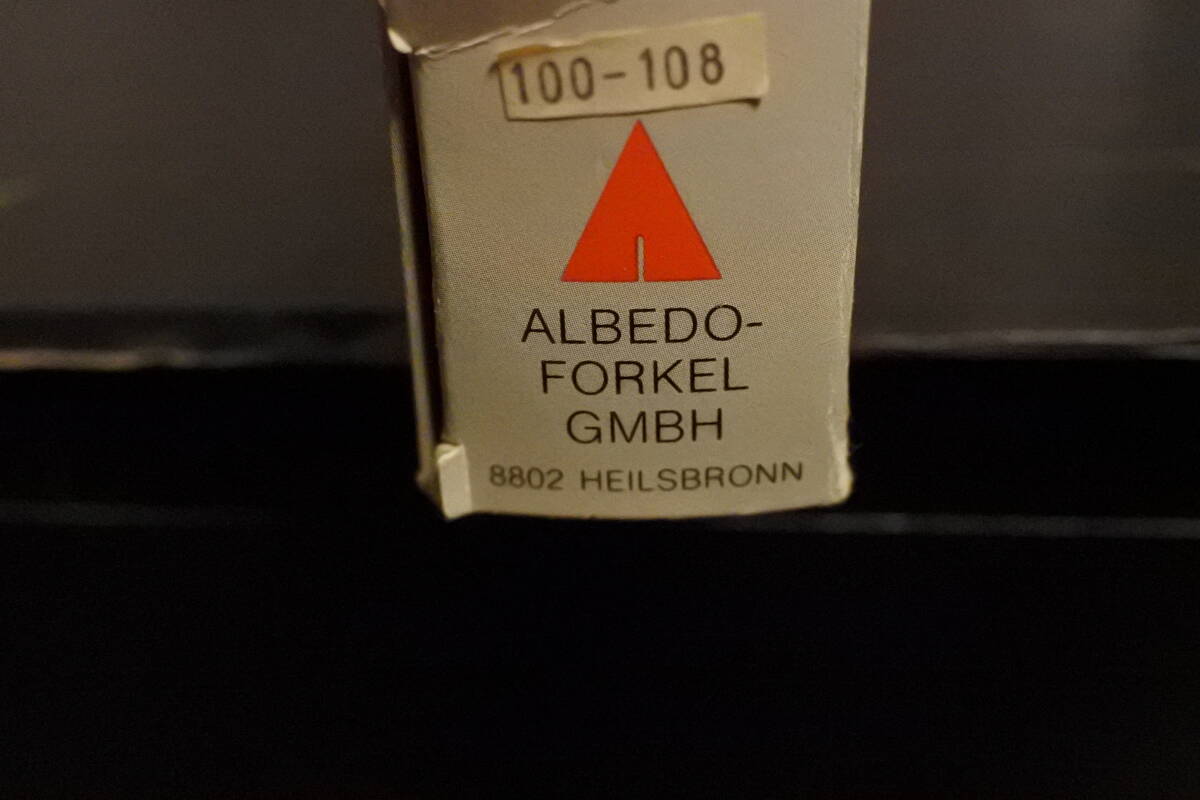 100-108
ALBEDO-
FORKEL
GMBH
8802 HEILSBRONN